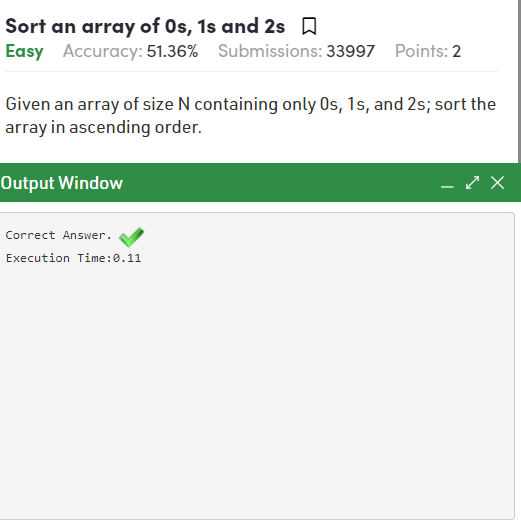 Sort an array of 0s, 1s and 2s
Easy Accuracy: 51.36% Submissions: 33997 Points: 2
Given an array of size N containing only 0s, 1s, and 2s; sort the
array in ascending order.
Output Window
Correct Answer.
Execution Time:0.11